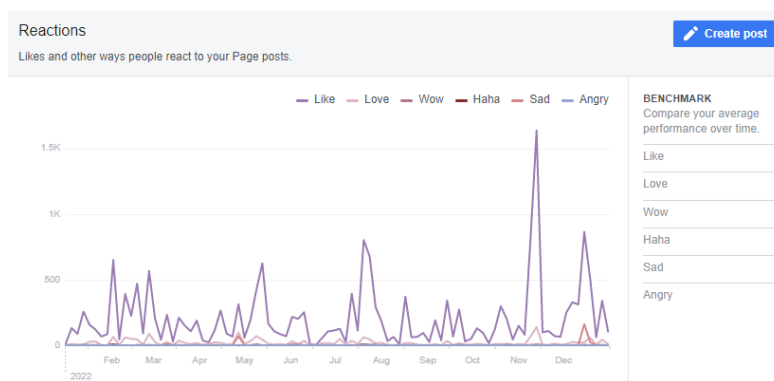 Reactions
Create post
Likes and other ways people react to your Page posts.
Like Love Wow Haha Sad Angry
BENCHMARK
Compare your average
performance over time.
Like
Love
Wow
Haha
Sad
Angry
1.5K
1K
500
0
Feb Mar Apr May Jun Jul Aug Sep Oct Nov Dec
2022